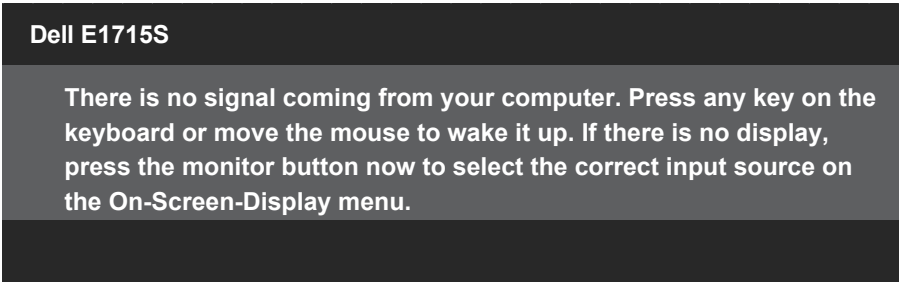 Dell E1715S
There is no signal coming from your computer. Press any key on the
keyboard or move the mouse to wake it up. If there is no display,
press the monitor button now to select the correct input source on
the On-Screen-Display menu.